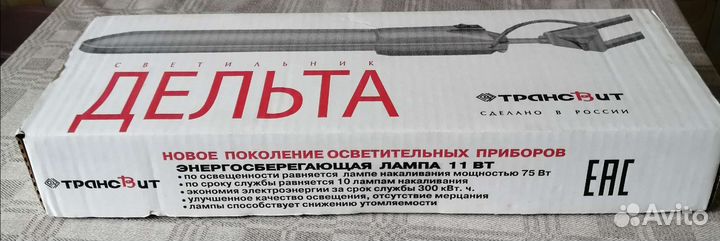 СВЕТИЛЬНИК
ДЕЛЬТА
ТРАНСВИТ
СДЕЛАНО В РОССИИ
НОВОЕ ПОКОЛЕНИЕ ОСВЕТИТЕЛЬНЫХ ПРИБОРОВ
ЭНЕРГОСБЕРЕГАЮЩАЯ ЛАМПА 11 ВТ
• по освещенности равняется лампе накаливания мощностью 75 Вт
• по сроку службы равняется 10 лампам накаливания
• экономия электроэнергии за срок службы 300 кВт. ч.
• улучшенное качество освещения, отсутствие мерцания
• лампы способствует снижению утомляемости
ТРАНСВИТ
ЕАС
Avito